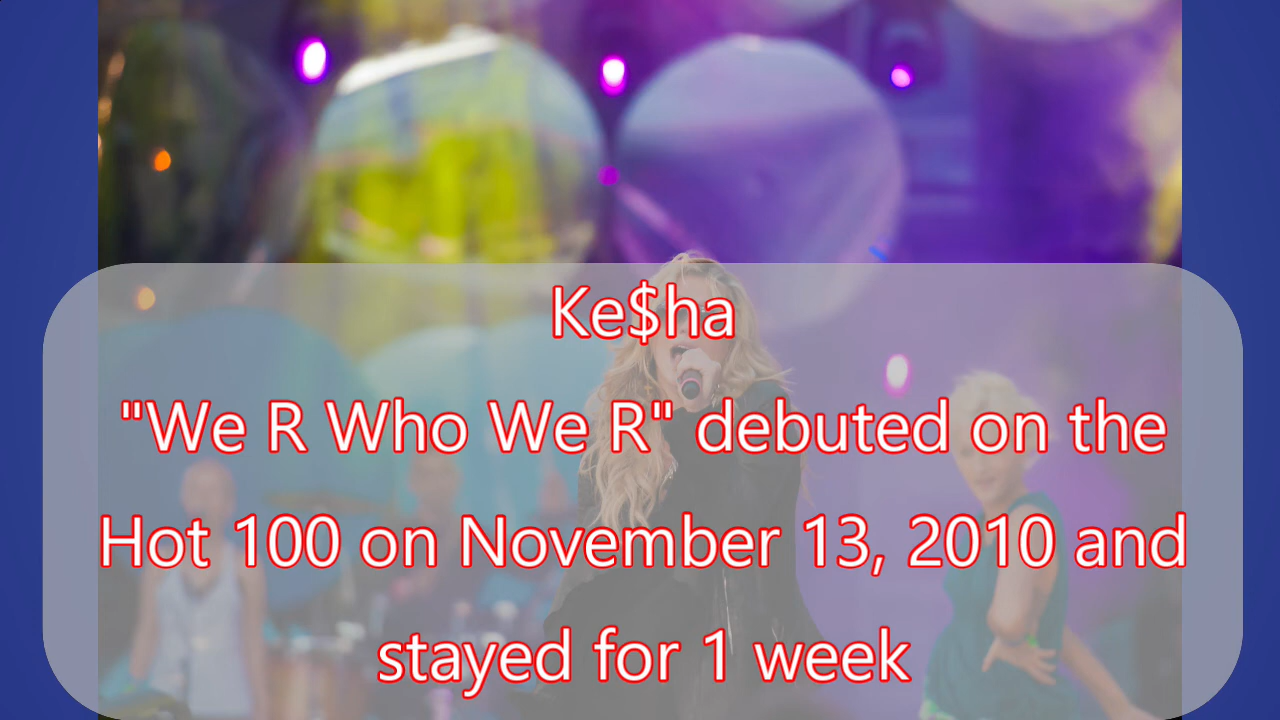 Ke$ha
"We R Who We R" debuted on the
Hot 100 on November 13, 2010 and
stayed for 1 week